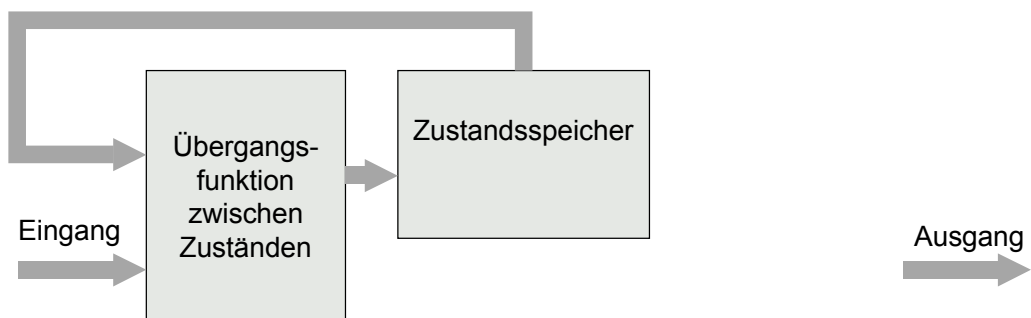 Zustandsspeicher
Übergangs-
funktion
zwischen
Zuständen
Eingang
Ausgang